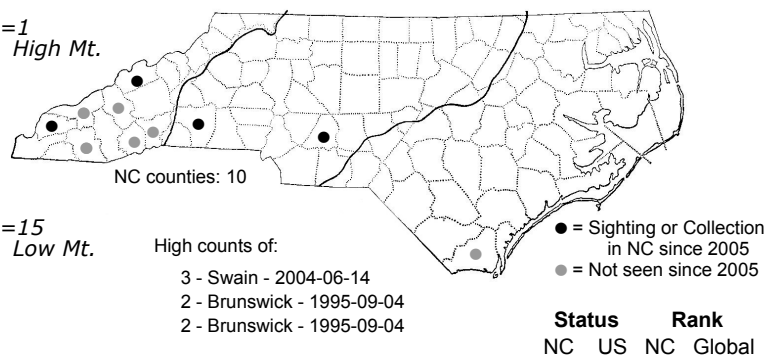 =1
High Mt.
NC counties: 10
=15
Low Mt.
High counts of:
3 - Swain - 2004-06-14
2 - Brunswick - 1995-09-04
2 - Brunswick - 1995-09-04
● = Sighting or Collection
in NC since 2005
● = Not seen since 2005
Status Rank
NC US NC Global